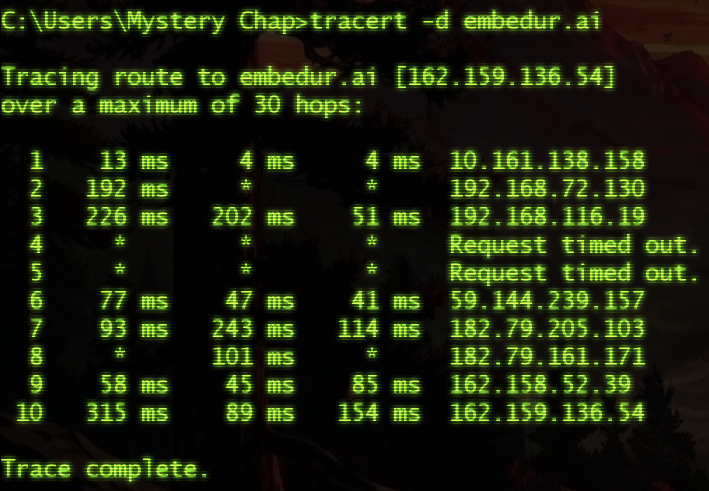 C:\Users\Mystery Chap>tracert -d embedur.ai
Tracing route to embedur.ai [162.159.136.54]
over a maximum of 30 hops:
1 13 ms 4 ms 4 ms 10.161.138.158
2 192 ms * * 192.168.72.130
3 226 ms 202 ms 51 ms 192.168.116.19
4 * * * Request timed out.
5 * * * Request timed out.
6 77 ms 47 ms 41 ms 59.144.239.157
7 93 ms 243 ms 114 ms 182.79.205.103
8 * 101 ms * 182.79.161.171
9 58 ms 45 ms 85 ms 162.158.52.39
10 315 ms 89 ms 154 ms 162.159.136.54
Trace complete.